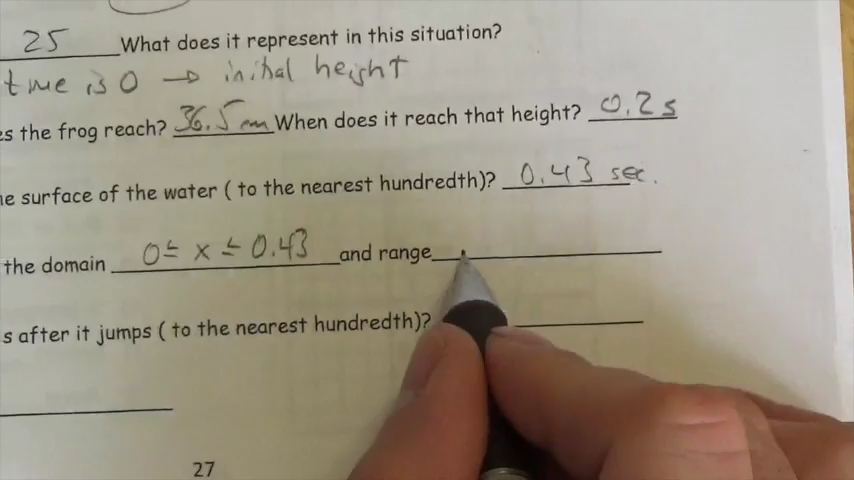 25 What does it represent in this situation?
time is 0 → initial height
es the frog reach? 36.5 cm When does it reach that height? 0.2 s
he surface of the water ( to the nearest hundredth)? 0.43 sec.
the domain 0 ≤ x ≤ 0.43 and range
s after it jumps ( to the nearest hundredth)?
27